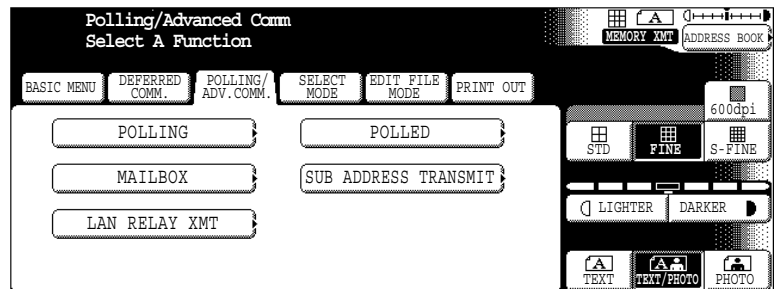 Polling/Advanced Comm
Select A Function
A
MEMORY XMT
ADDRESS BOOK
BASIC MENU
DEFERRED
COMM.
POLLING/
ADV.COMM.
SELECT
MODE
EDIT FILE
MODE
PRINT OUT
POLLING
POLLED
MAILBOX
SUB ADDRESS TRANSMIT
LAN RELAY XMT
600dpi
STD
FINE
S-FINE
LIGHTER
DARKER
A
TEXT
A
TEXT/PHOTO
PHOTO